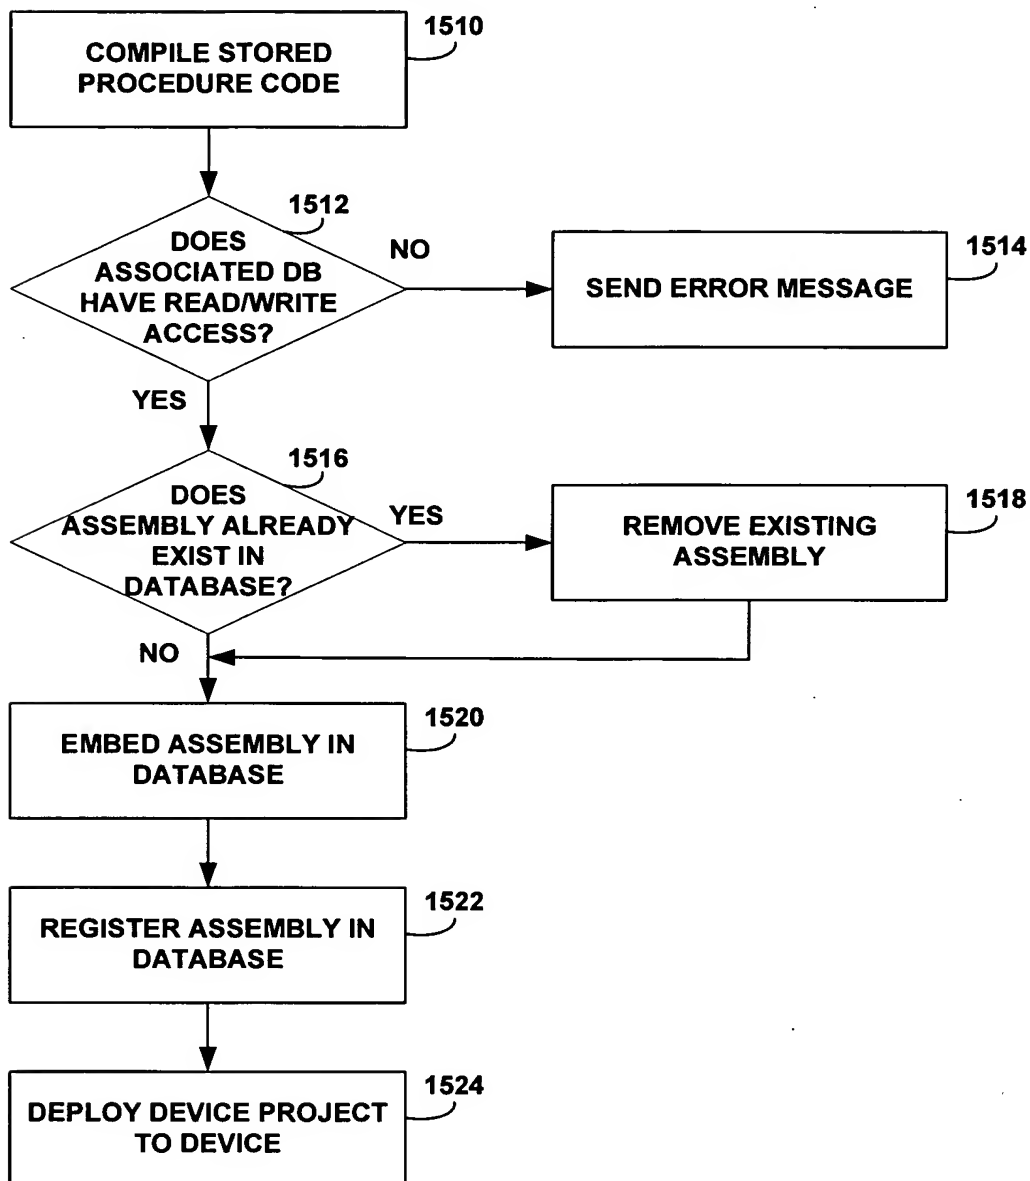 1510
COMPILE STORED
PROCEDURE CODE
1512
DOES
ASSOCIATED DB
HAVE READ/WRITE
ACCESS?
NO
1514
SEND ERROR MESSAGE
YES
1516
DOES
ASSEMBLY ALREADY
EXIST IN
DATABASE?
YES
1518
REMOVE EXISTING
ASSEMBLY
NO
1520
EMBED ASSEMBLY IN
DATABASE
1522
REGISTER ASSEMBLY IN
DATABASE
1524
DEPLOY DEVICE PROJECT
TO DEVICE